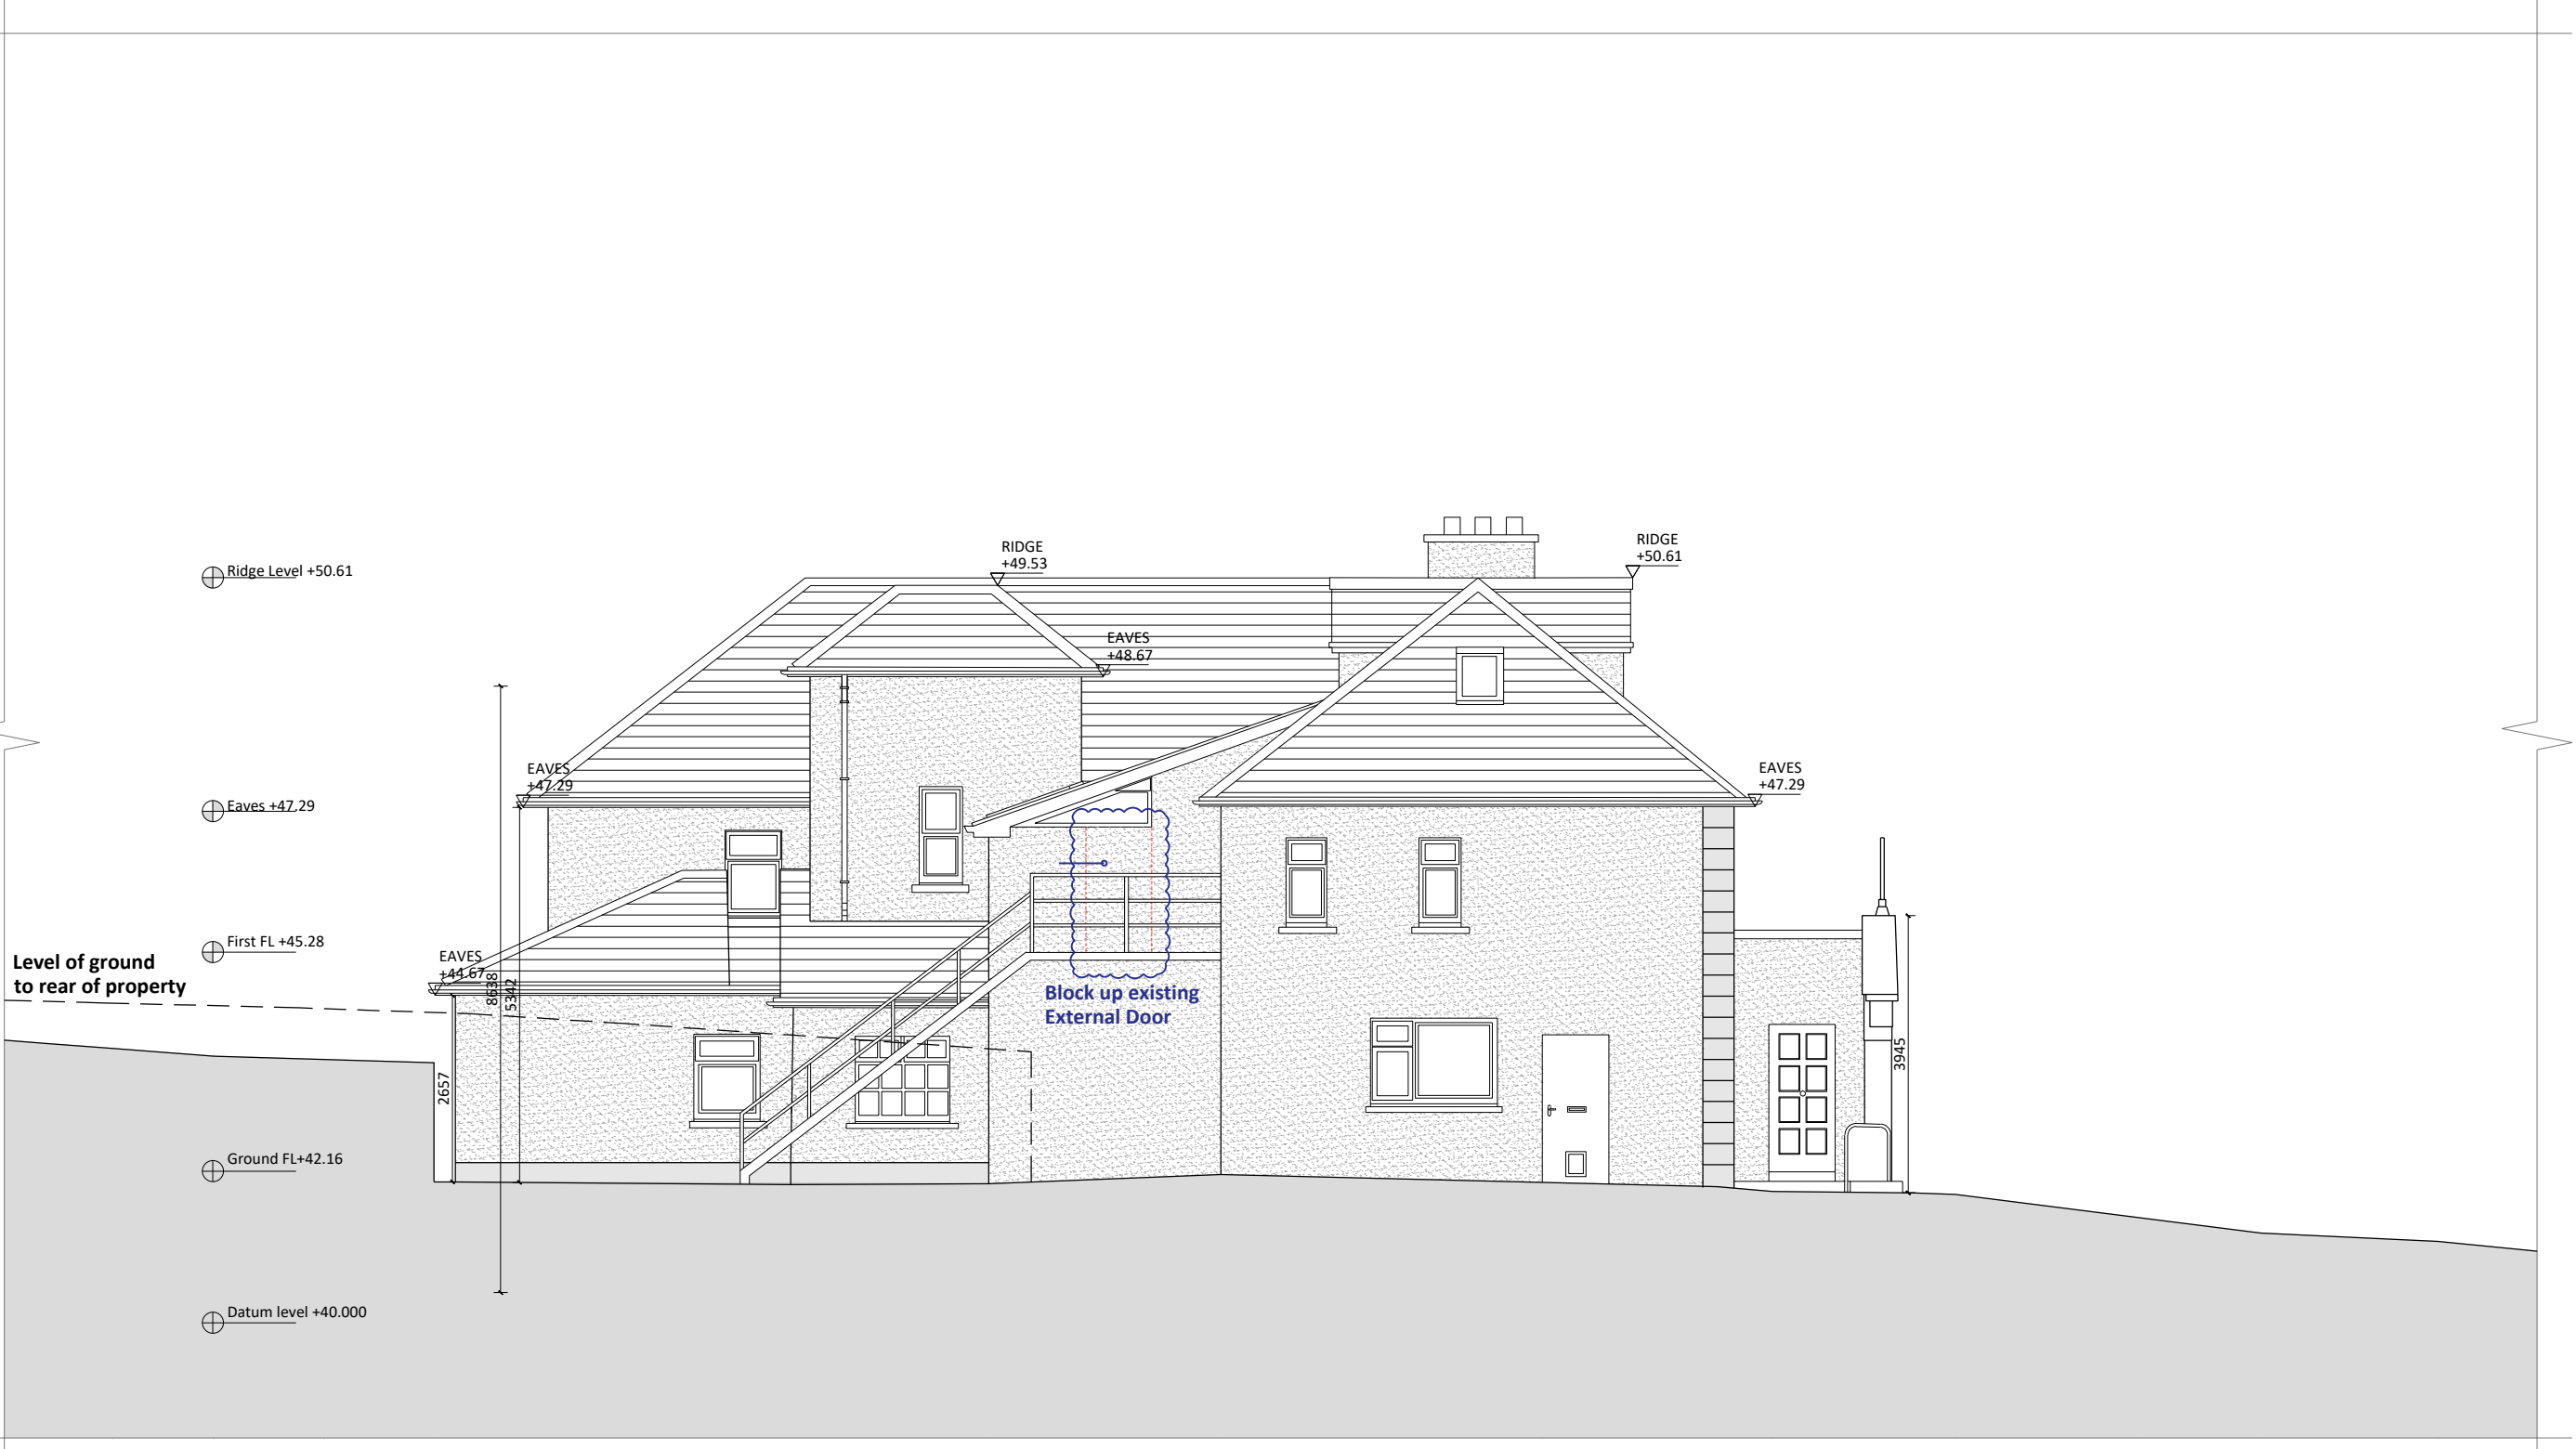 RIDGE
+50.61
RIDGE
+49.53
Ridge Level +50.61
EAVES
+48.67
EAVES
+47.29
EAVES
+47.29
Eaves +47.29
First FL +45.28
Level of ground
to rear of property
EAVES
+44.67
8638
5342
Block up existing
External Door
3945
2657
Ground FL+42.16
Datum level +40.000